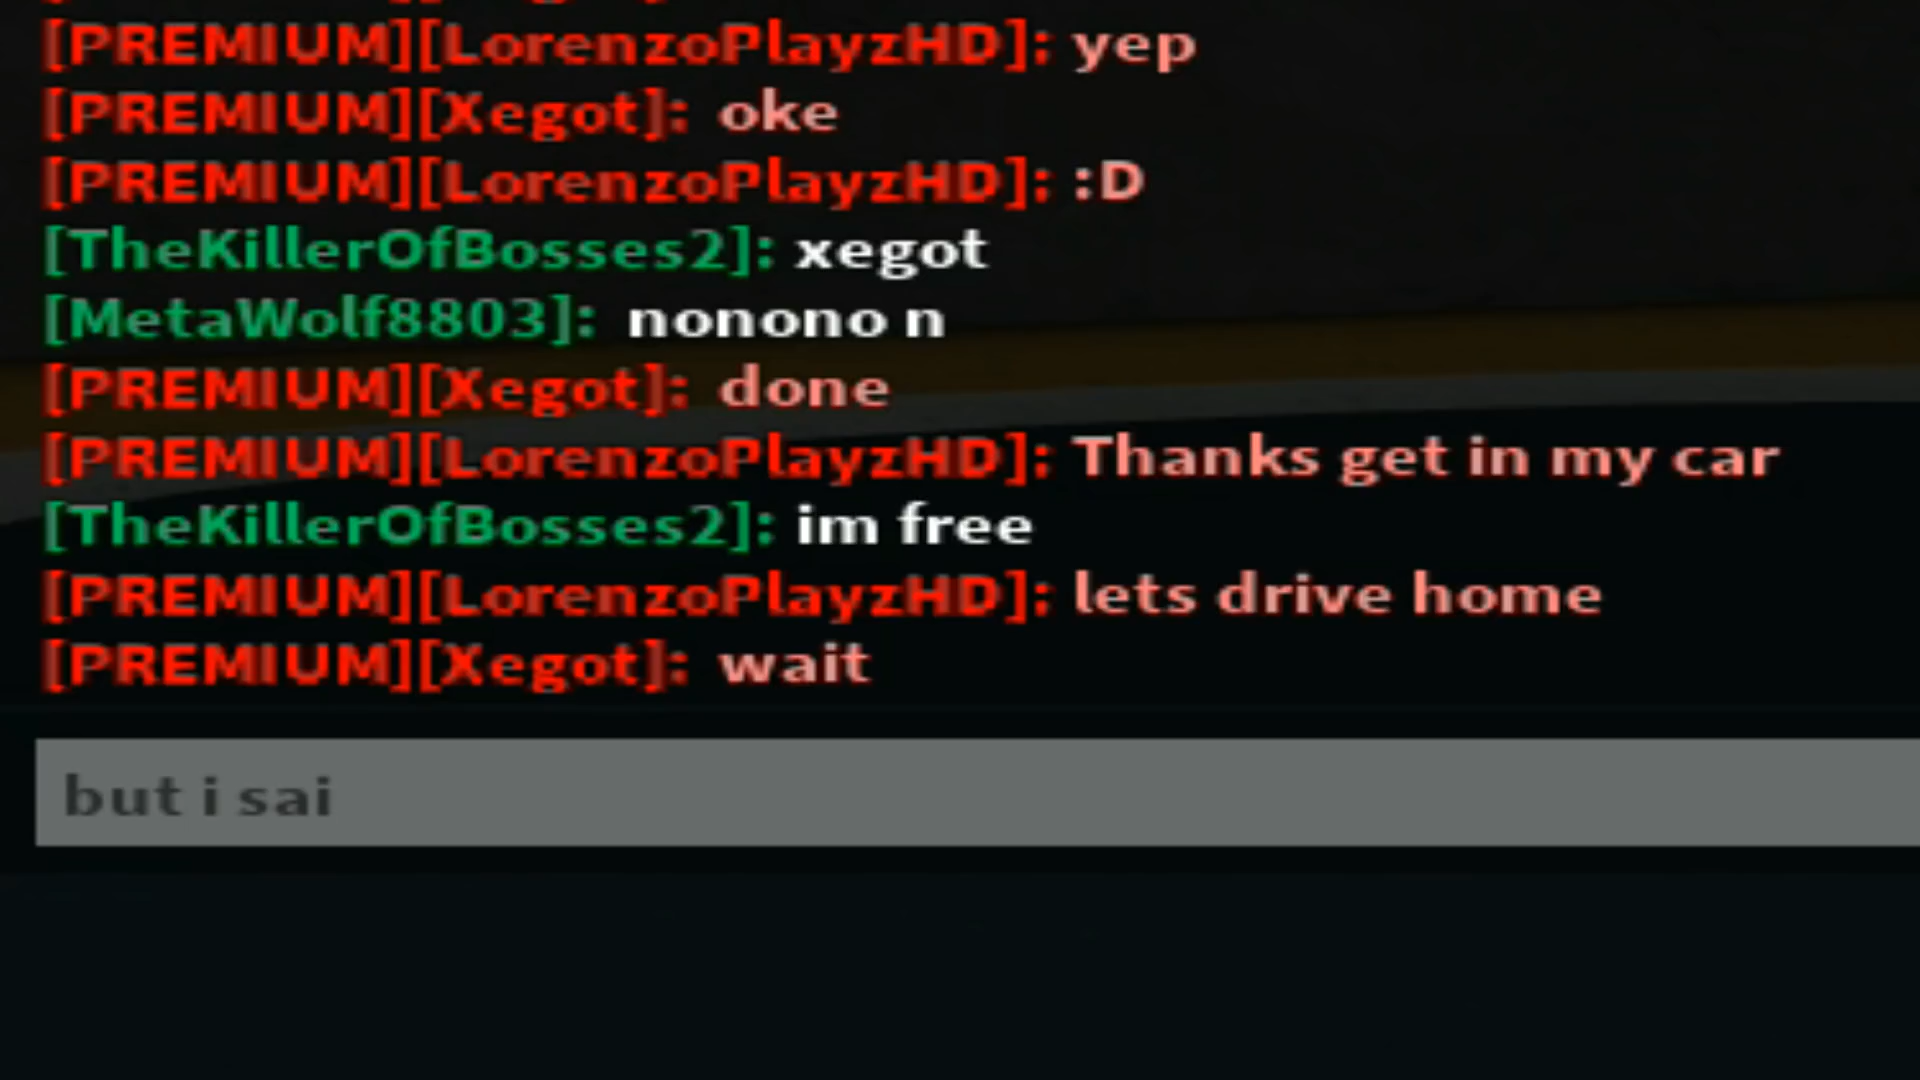 [PREMIUM][LorenzoPlayzHD]: yep
[PREMIUM][Xegot]: oke
[PREMIUM][LorenzoPlayzHD]: :D
[TheKillerOfBosses2]: xegot
[MetaWolf8803]: nonono n
[PREMIUM][Xegot]: done
[PREMIUM][LorenzoPlayzHD]: Thanks get in my car
[TheKillerOfBosses2]: im free
[PREMIUM][LorenzoPlayzHD]: lets drive home
[PREMIUM][Xegot]: wait
but i sai